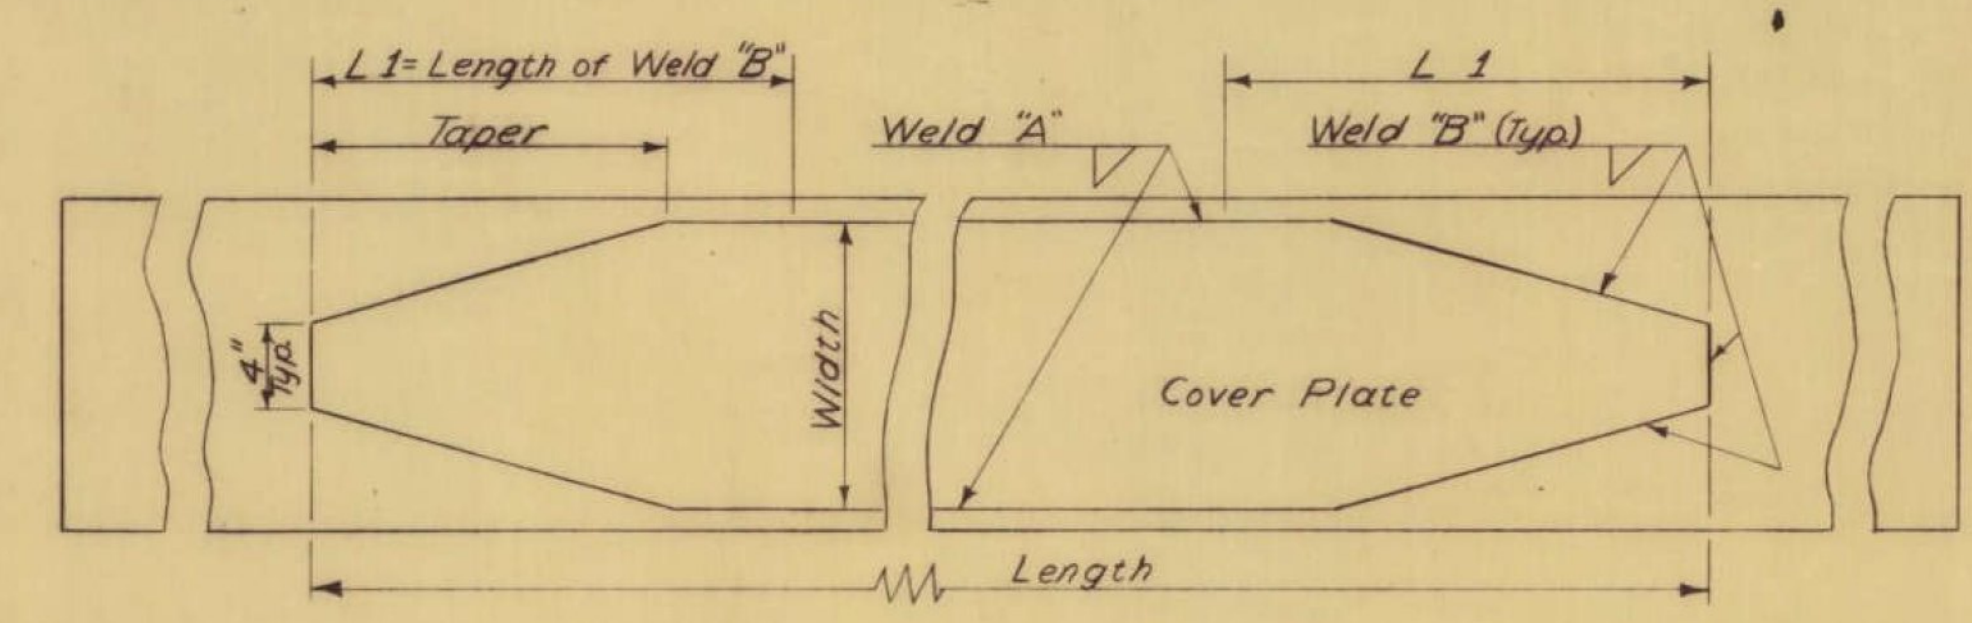 L 1= Length of Weld "B"
L 1
Taper
Weld "A"
Weld "B" (Typ.)
4"
Typ.
Width
Cover Plate
Length